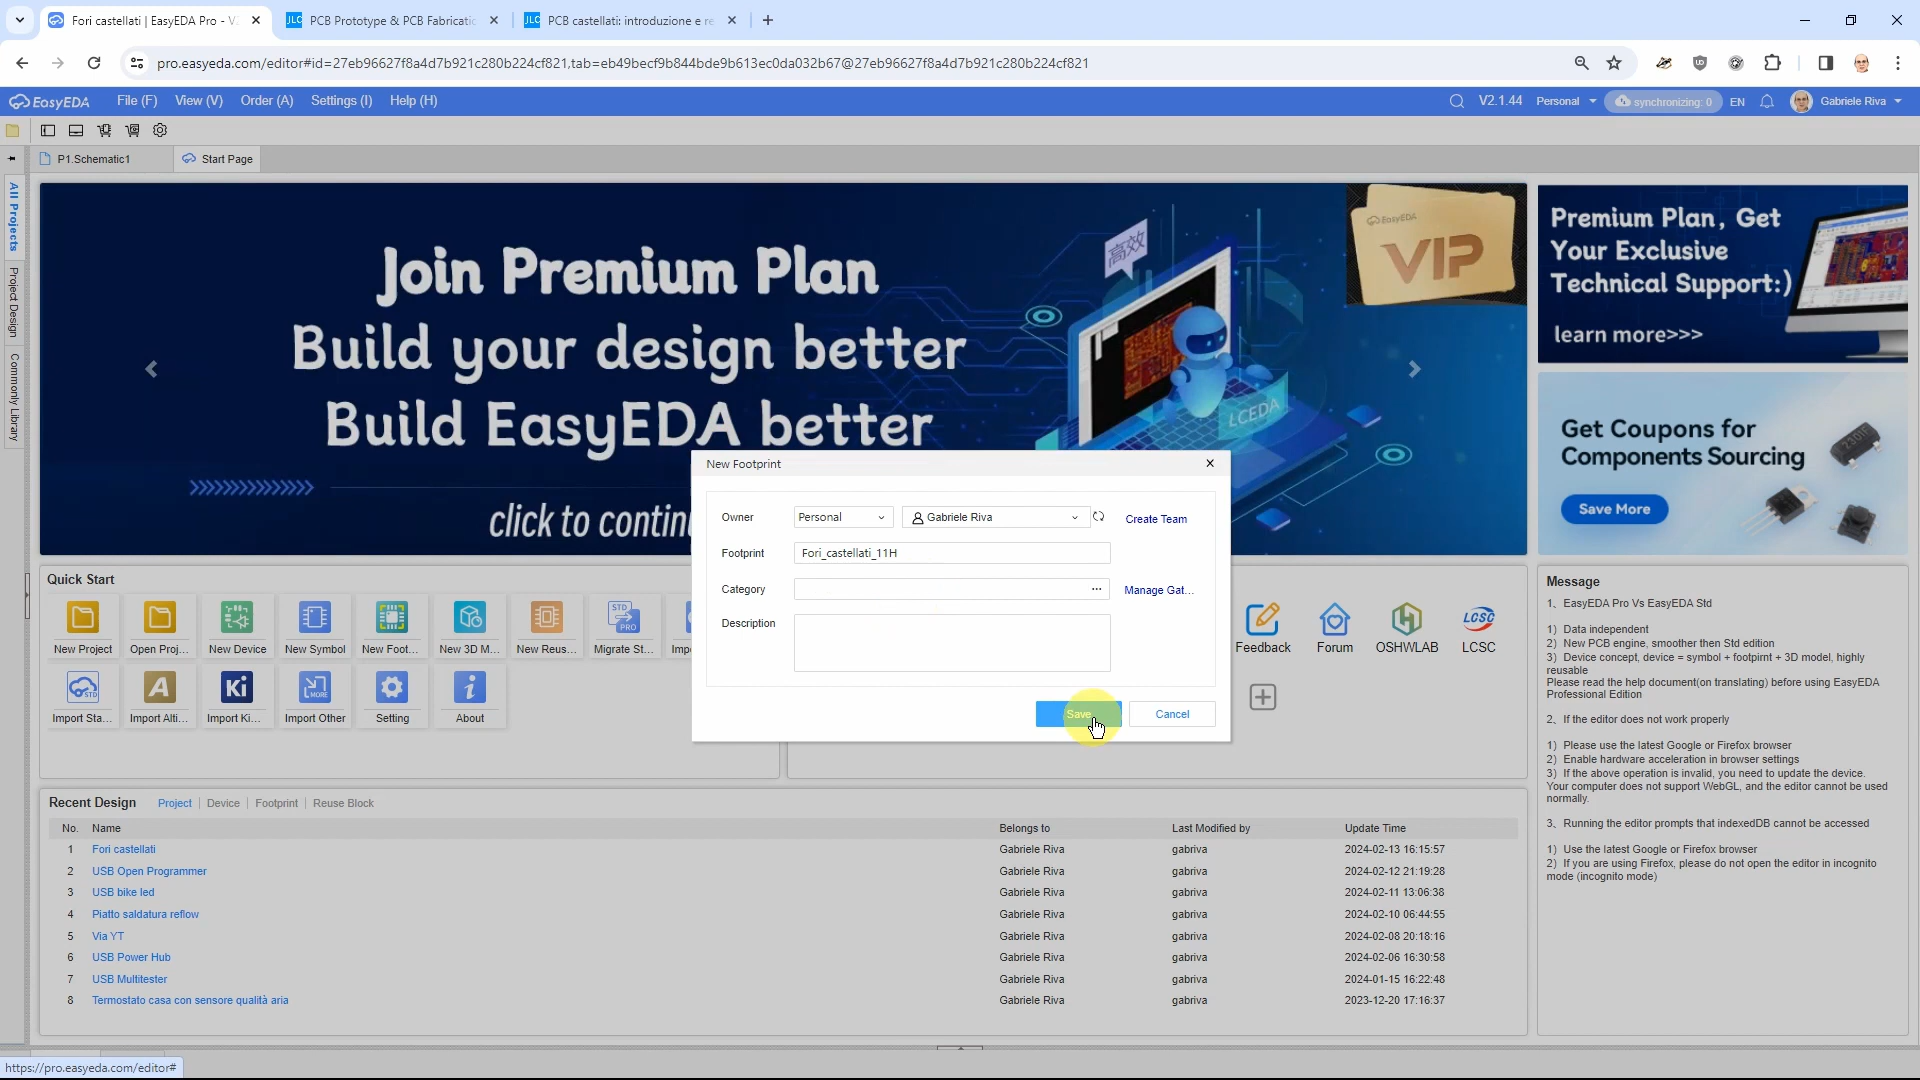 Fori castellati | EasyEDA Pro - V
PCB Prototype & PCB Fabricatio
PCB castellati: introduzione e re
pro.easyeda.com/editor#id=27eb96627f8a4d7b921c280b224cf821,tab=eb49becf9b844bde9b613ec0da032b67@27eb96627f8a4d7b921c280b224cf821
EasyEDA
File (F)
View (V)
Order (A)
Settings (I)
Help (H)
V2.1.44
Personal
synchronizing: 0
EN
Gabriele Riva
P1.Schematic1
Start Page
All Projects
Project Design
Commonly Library
Join Premium Plan
Build your design better
Build EasyEDA better
click to contin
高效
LCEDA
EasyEDA
VIP
Premium Plan, Get
Your Exclusive
Technical Support:)
learn more>>>
Get Coupons for
Components Sourcing
Save More
New Footprint
Owner
Personal
Gabriele Riva
Create Team
Footprint
Fori_castellati_11H
Category
...
Manage Gat...
Description
Save
Cancel
Quick Start
New Project
Open Proj...
New Device
New Symbol
New Foot...
New 3D M...
New Reus...
STD
PRO
Migrate St...
Impo
STD
Import Sta...
Import Alti...
Ki
Import Ki...
MORE
Import Other
Setting
About
Feedback
Forum
OSHWLAB
LCSC
LCSC
Message
1、EasyEDA Pro Vs EasyEDA Std
1) Data independent
2) New PCB engine, smoother then Std edition
3) Device concept, device = symbol + footpirnt + 3D model, highly
reusable
Please read the help document(on translating) before using EasyEDA
Professional Edition
2、If the editor does not work properly
1) Please use the latest Google or Firefox browser
2) Enable hardware acceleration in browser settings
3) If the above operation is invalid, you need to update the device.
Your computer does not support WebGL, and the editor cannot be used
normally.
3、Running the editor prompts that indexedDB cannot be accessed
1) Use the latest Google or Firefox browser
2) If you are using Firefox, please do not open the editor in incognito
mode (incognito mode)
Recent Design
Project | Device | Footprint | Reuse Block
No. Name Belongs to Last Modified by Update Time
1 Fori castellati Gabriele Riva gabriva 2024-02-13 16:15:57
2 USB Open Programmer Gabriele Riva gabriva 2024-02-12 21:19:28
3 USB bike led Gabriele Riva gabriva 2024-02-11 13:06:38
4 Piatto saldatura reflow Gabriele Riva gabriva 2024-02-10 06:44:55
5 Via YT Gabriele Riva gabriva 2024-02-08 20:18:16
6 USB Power Hub Gabriele Riva gabriva 2024-02-06 16:30:58
7 USB Multitester Gabriele Riva gabriva 2024-01-15 16:22:48
8 Termostato casa con sensore qualità aria Gabriele Riva gabriva 2023-12-20 17:16:37
https://pro.easyeda.com/editor#